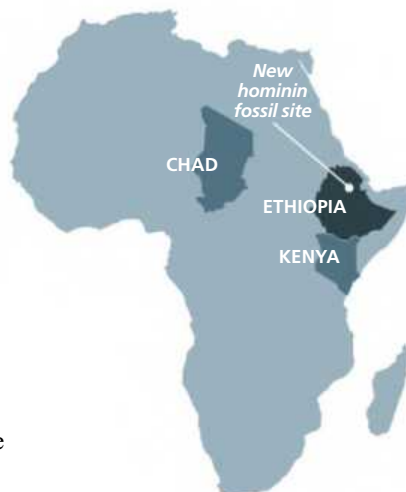 New
hominin
fossil site
CHAD
ETHIOPIA
KENYA
e